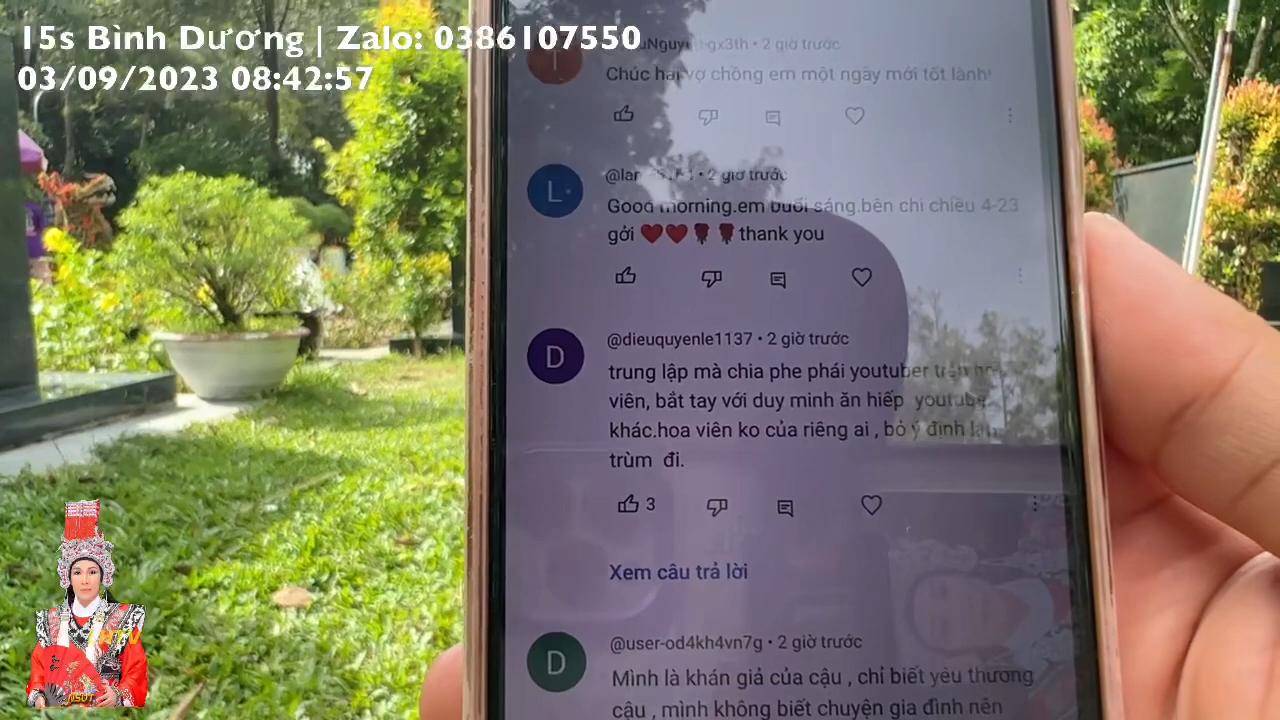 15s Bình Dương | Zalo: 0386107550
03/09/2023 08:42:57
2 giờ trước
Chúc hai vợ chồng em một ngày mới tốt lành!
L
2 giờ trước
Good morning.em buổi sáng.bên chi chiều 4-23
gởi ❤️❤️🌹🌹thank you
D
@dieuquyenle1137 • 2 giờ trước
trung lập mà chia phe phái youtuber trên hoa
viên, bắt tay với duy minh ăn hiếp youtube
khác.hoa viên ko của riêng ai , bỏ ý định làm
trùm đi.
3
Xem câu trả lời
D
@user-od4kh4vn7g • 2 giờ trước
Mình là khán giả của cậu , chỉ biết yêu thương
cậu , mình không biết chuyện gia đình nên